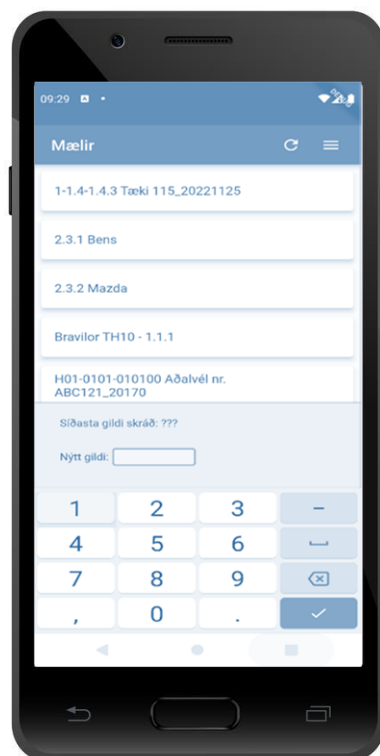 09:29
Mælir
1-1.4-1.4.3 Tæki 115_20221125
2.3.1 Bens
2.3.2 Mazda
Bravilor TH10 - 1.1.1
H01-0101-010100 Aðalvél nr.
ABC121_20170
Síðasta gildi skráð: ???
Nýtt gildi:
1 2 3 –
4 5 6
7 8 9
, 0 .